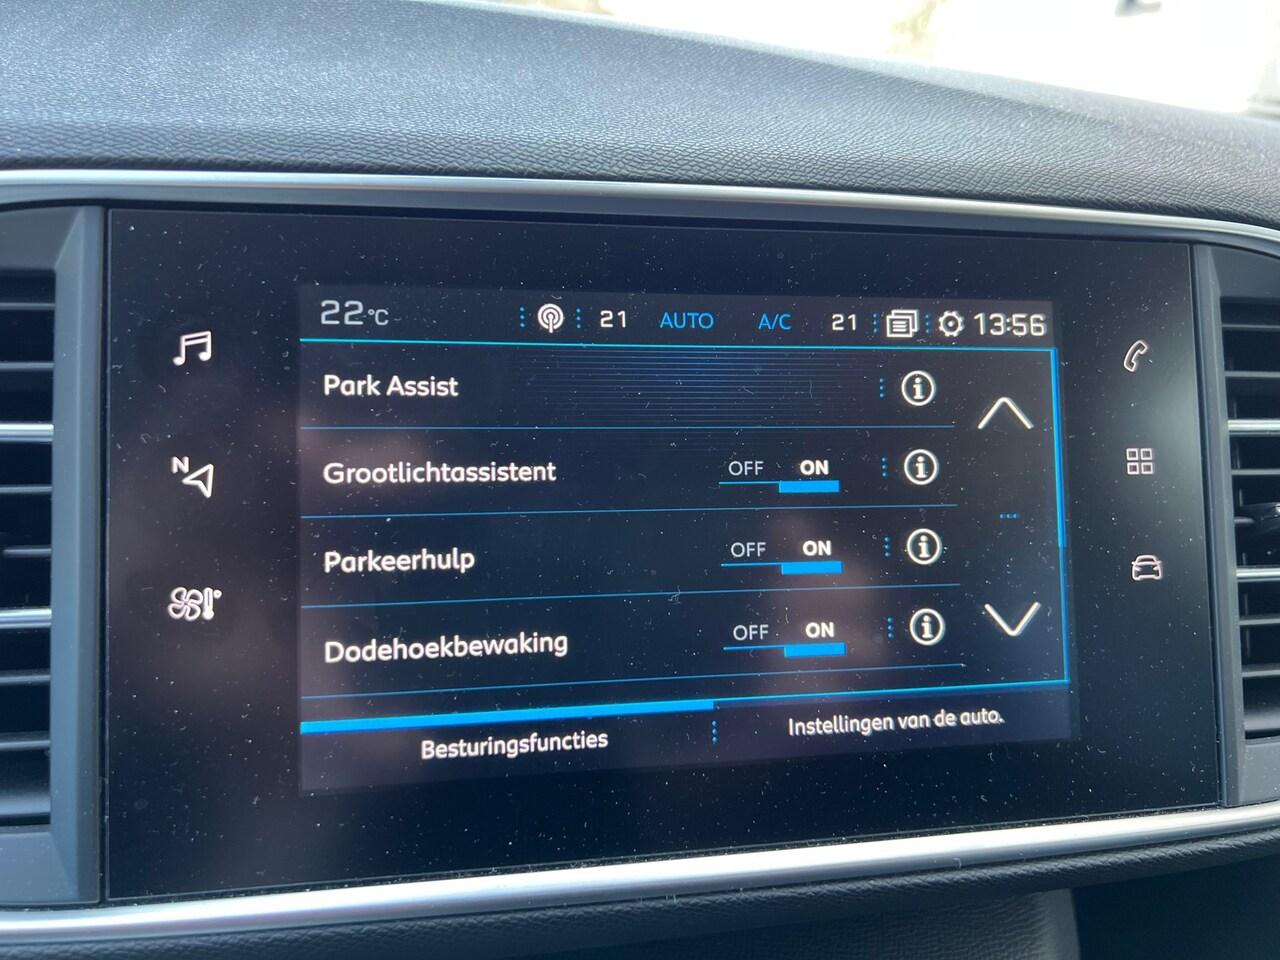 22°C 21 AUTO A/C 21 13:56
Park Assist
Grootlichtassistent OFF ON
Parkeerhulp OFF ON
Dodehoekbewaking OFF ON
Besturingsfuncties Instellingen van de auto.
N